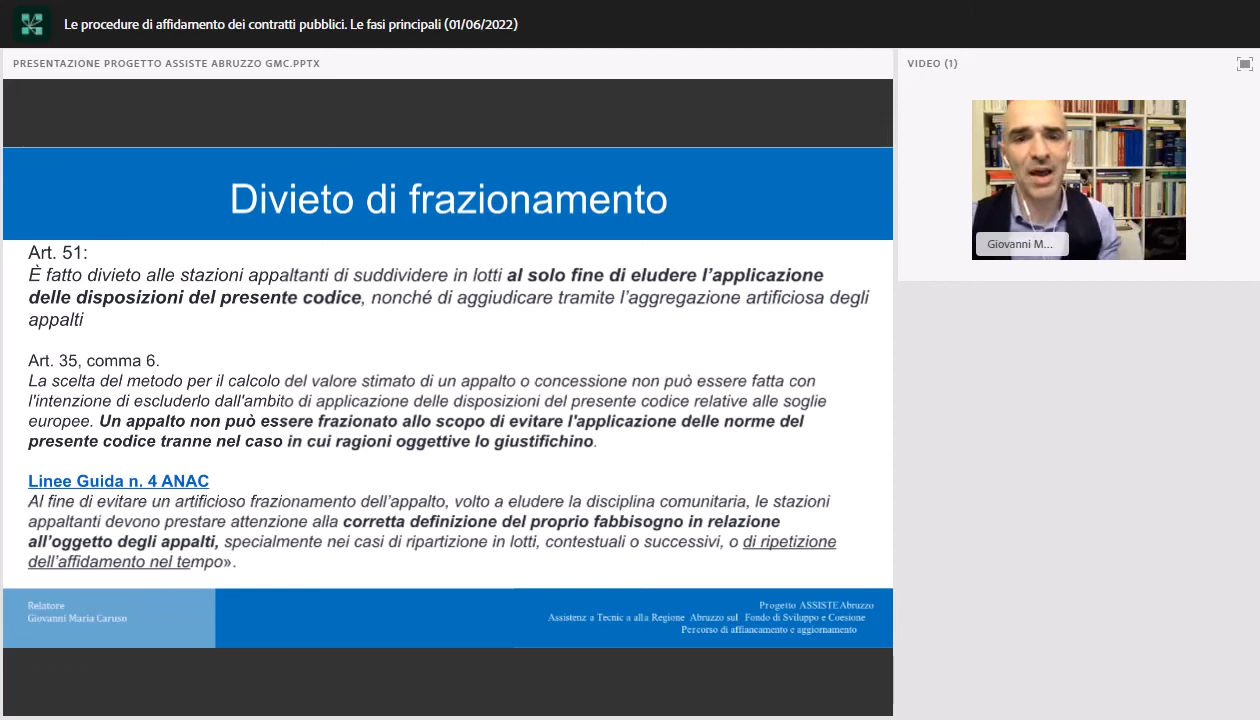 Le procedure di affidamento dei contratti pubblici. Le fasi principali (01/06/2022)
PRESENTAZIONE PROGETTO ASSISTE ABRUZZO GMC.PPTX
VIDEO (1)
Giovanni M...
Divieto di frazionamento
Art. 51:
È fatto divieto alle stazioni appaltanti di suddividere in lotti al solo fine di eludere l’applicazione
delle disposizioni del presente codice, nonché di aggiudicare tramite l’aggregazione artificiosa degli
appalti
Art. 35, comma 6.
La scelta del metodo per il calcolo del valore stimato di un appalto o concessione non può essere fatta con
l'intenzione di escluderlo dall'ambito di applicazione delle disposizioni del presente codice relative alle soglie
europee. Un appalto non può essere frazionato allo scopo di evitare l'applicazione delle norme del
presente codice tranne nel caso in cui ragioni oggettive lo giustifichino.
Linee Guida n. 4 ANAC
Al fine di evitare un artificioso frazionamento dell’appalto, volto a eludere la disciplina comunitaria, le stazioni
appaltanti devono prestare attenzione alla corretta definizione del proprio fabbisogno in relazione
all’oggetto degli appalti, specialmente nei casi di ripartizione in lotti, contestuali o successivi, o di ripetizione
dell’affidamento nel tempo».
Relatore
Giovanni Maria Caruso
Progetto ASSISTE Abruzzo
Assistenz a Tecnic a alla Regione Abruzzo sul Fondo di Sviluppo e Coesione
Percorso di affiancamento e aggiornamento